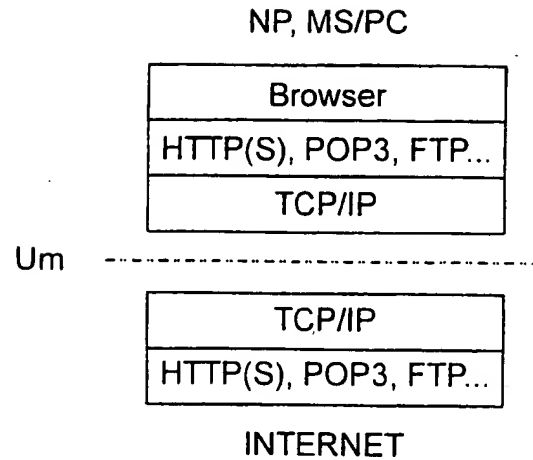 NP, MS/PC
Browser
HTTP(S), POP3, FTP...
TCP/IP
Um
TCP/IP
HTTP(S), POP3, FTP...
INTERNET